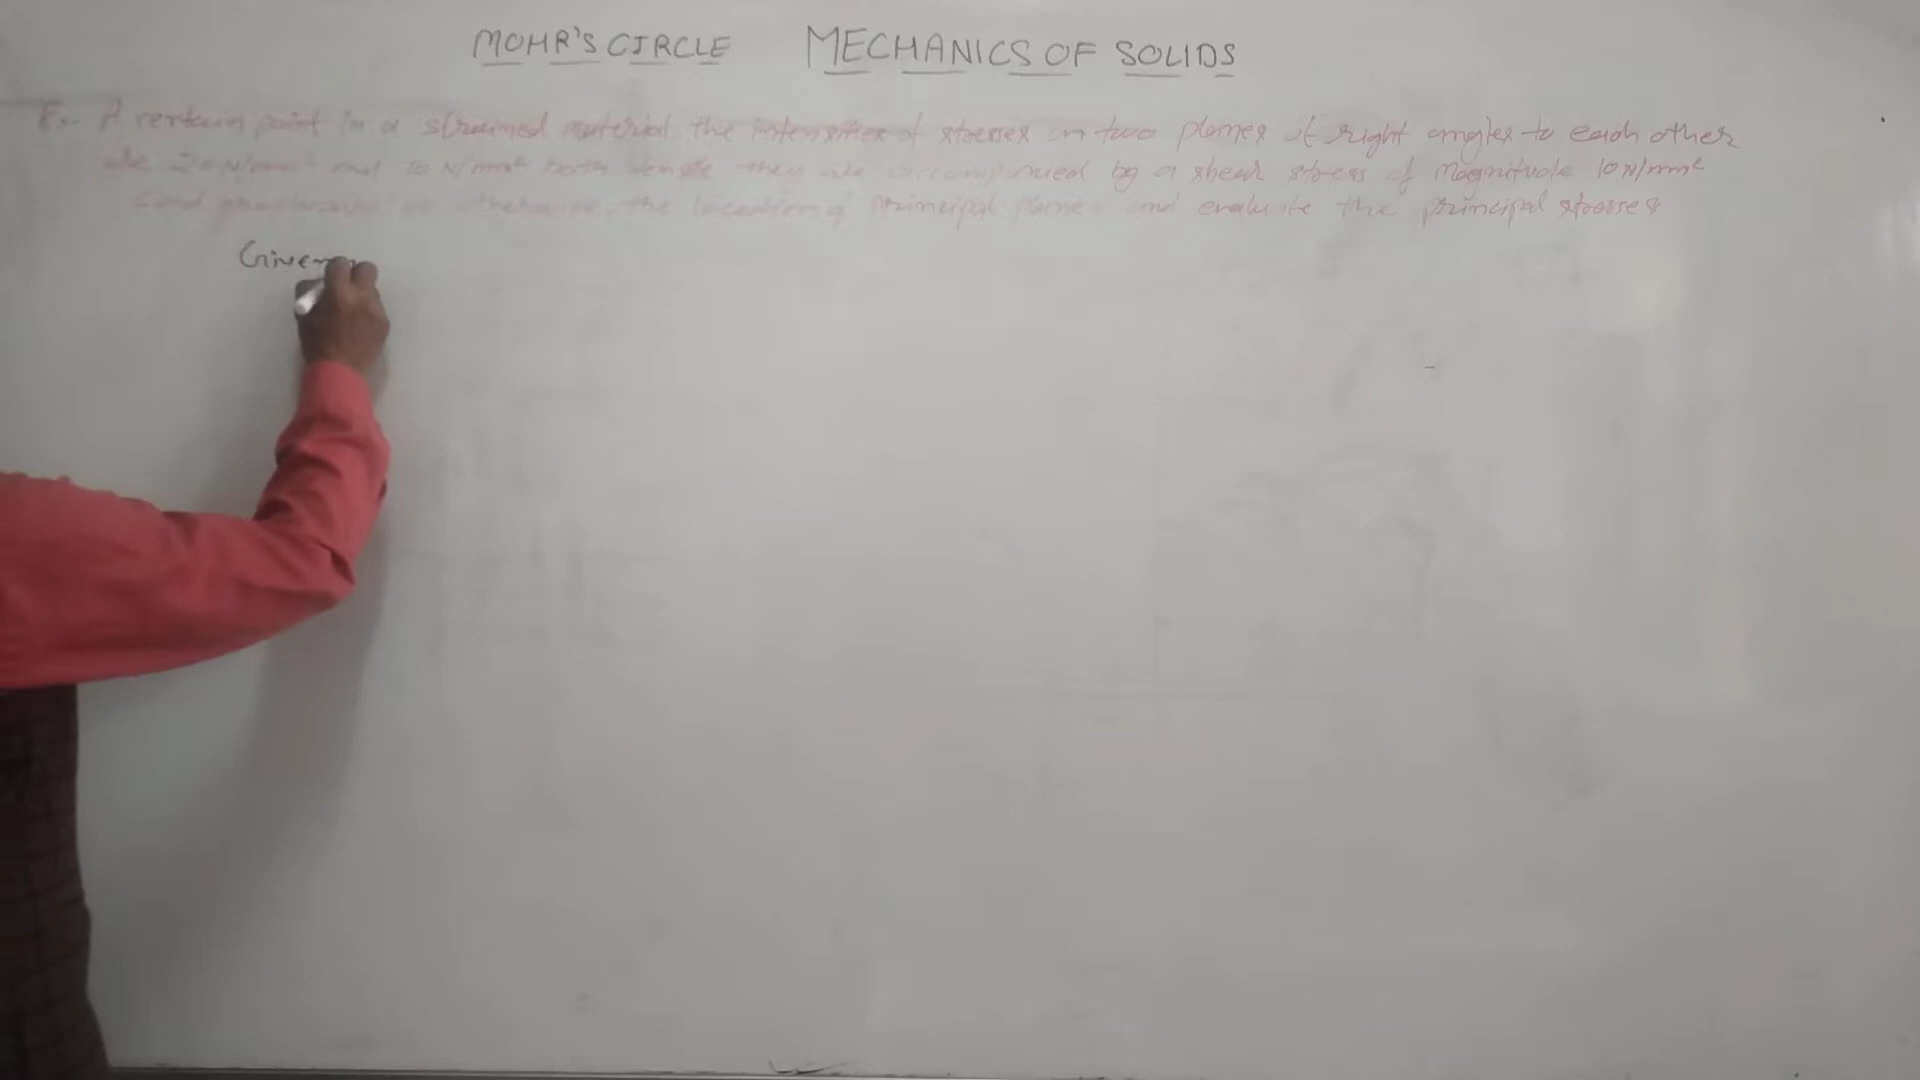 MOHR'S CIRCLE MECHANICS OF SOLIDS
Ex- A certain point in a strained material the intensities of stresses on two planes at right angles to each other
are 20 N/mm² and 10 N/mm² both tensile they are accompanied by a shear stress of magnitude 10 N/mm²
the location of principal planes and evaluate the principal stresses
Given